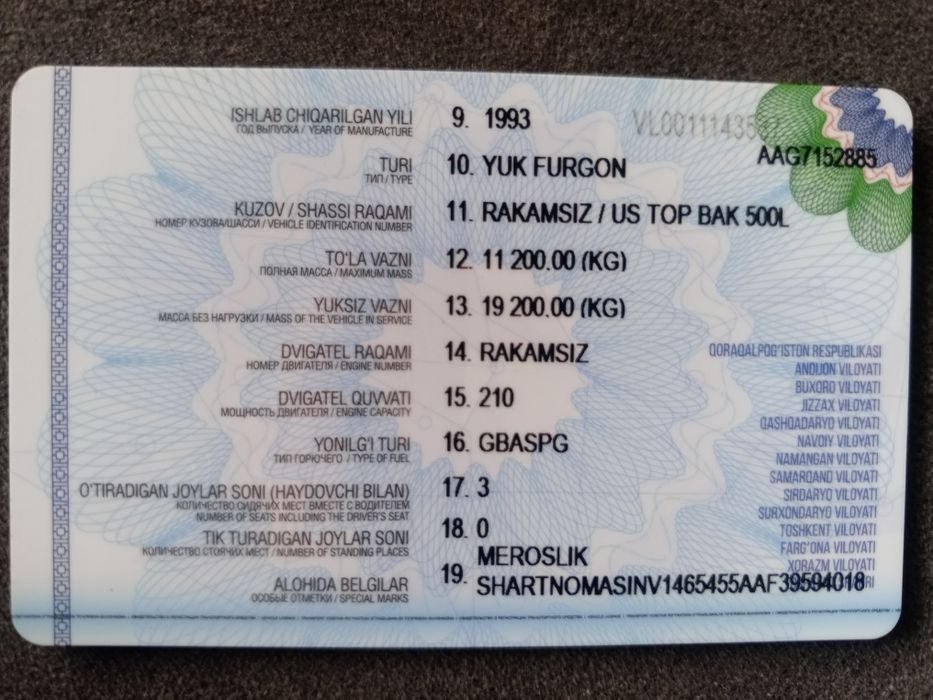 ISHLAB CHIQARILGAN YILI 9. 1993
ГОД ВЫПУСКА / YEAR OF MANUFACTURE
VL00111435
AAG7152885
TURI 10. YUK FURGON
ТИП / TYPE
KUZOV / SHASSI RAQAMI 11. RAKAMSIZ / US TOP BAK 500L
НОМЕР КУЗОВА/ШАССИ / VEHICLE IDENTIFICATION NUMBER
TO'LA VAZNI 12. 11 200.00 (KG)
ПОЛНАЯ МАССА / MAXIMUM MASS
YUKSIZ VAZNI 13. 19 200.00 (KG)
МАССА БЕЗ НАГРУЗКИ / MASS OF THE VEHICLE IN SERVICE
DVIGATEL RAQAMI 14. RAKAMSIZ
НОМЕР ДВИГАТЕЛЯ / ENGINE NUMBER
DVIGATEL QUVVATI 15. 210
МОЩНОСТЬ ДВИГАТЕЛЯ / ENGINE CAPACITY
YONILG'I TURI 16. GBASPG
ТИП ГОРЮЧЕГО / TYPE OF FUEL
O'TIRADIGAN JOYLAR SONI (HAYDOVCHI BILAN) 17. 3
КОЛИЧЕСТВО СИДЯЧИХ МЕСТ ВМЕСТЕ С ВОДИТЕЛЕМ
NUMBER OF SEATS INCLUDING THE DRIVER'S SEAT
TIK TURADIGAN JOYLAR SONI 18. 0
КОЛИЧЕСТВО СТОЯЧИХ МЕСТ / NUMBER OF STANDING PLACES
ALOHIDA BELGILAR 19. MEROSLIK
SHARTNOMASINV1465455AAF39594018
ОСОБЫЕ ОТМЕТКИ / SPECIAL MARKS
QORAQALPOG'ISTON RESPUBLIKASI
ANDIJON VILOYATI
BUXORO VILOYATI
JIZZAX VILOYATI
QASHQADARYO VILOYATI
NAVOIY VILOYATI
NAMANGAN VILOYATI
SAMARQAND VILOYATI
SIRDARYO VILOYATI
SURXONDARYO VILOYATI
TOSHKENT VILOYATI
FARG'ONA VILOYATI
XORAZM VILOYATI